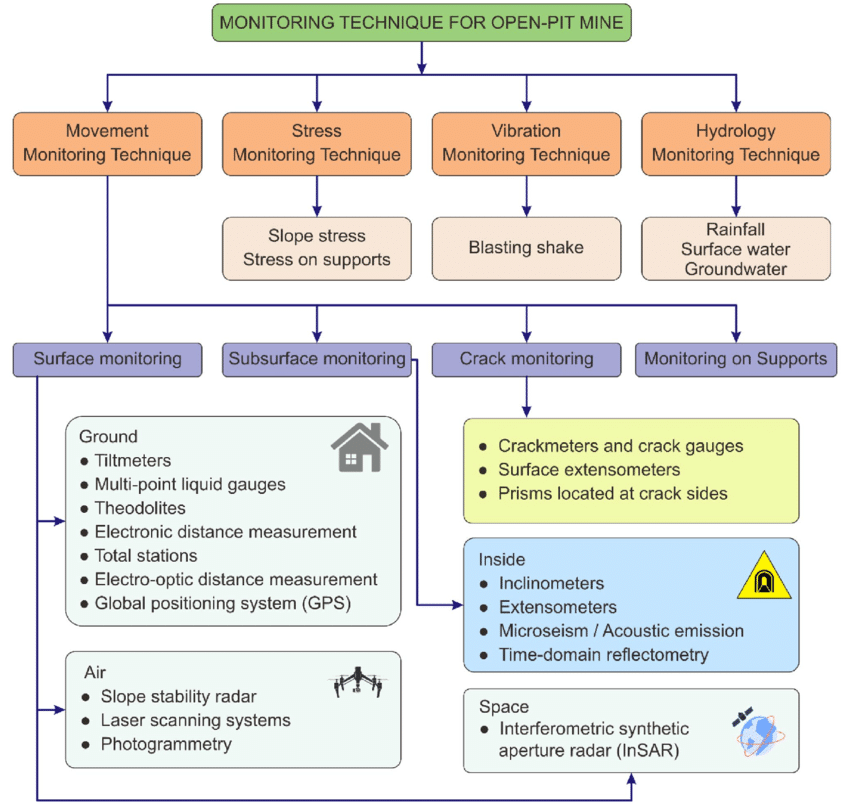 MONITORING TECHNIQUE FOR OPEN-PIT MINE
Movement
Monitoring Technique
Stress
Monitoring Technique
Vibration
Monitoring Technique
Hydrology
Monitoring Technique
Slope stress
Stress on supports
Blasting shake
Rainfall
Surface water
Groundwater
Surface monitoring
Subsurface monitoring
Crack monitoring
Monitoring on Supports
Ground
● Tiltmeters
● Multi-point liquid gauges
● Theodolites
● Electronic distance measurement
● Total stations
● Electro-optic distance measurement
● Global positioning system (GPS)
● Crackmeters and crack gauges
● Surface extensometers
● Prisms located at crack sides
Inside
● Inclinometers
● Extensometers
● Microseism / Acoustic emission
● Time-domain reflectometry
Air
● Slope stability radar
● Laser scanning systems
● Photogrammetry
Space
● Interferometric synthetic
aperture radar (InSAR)